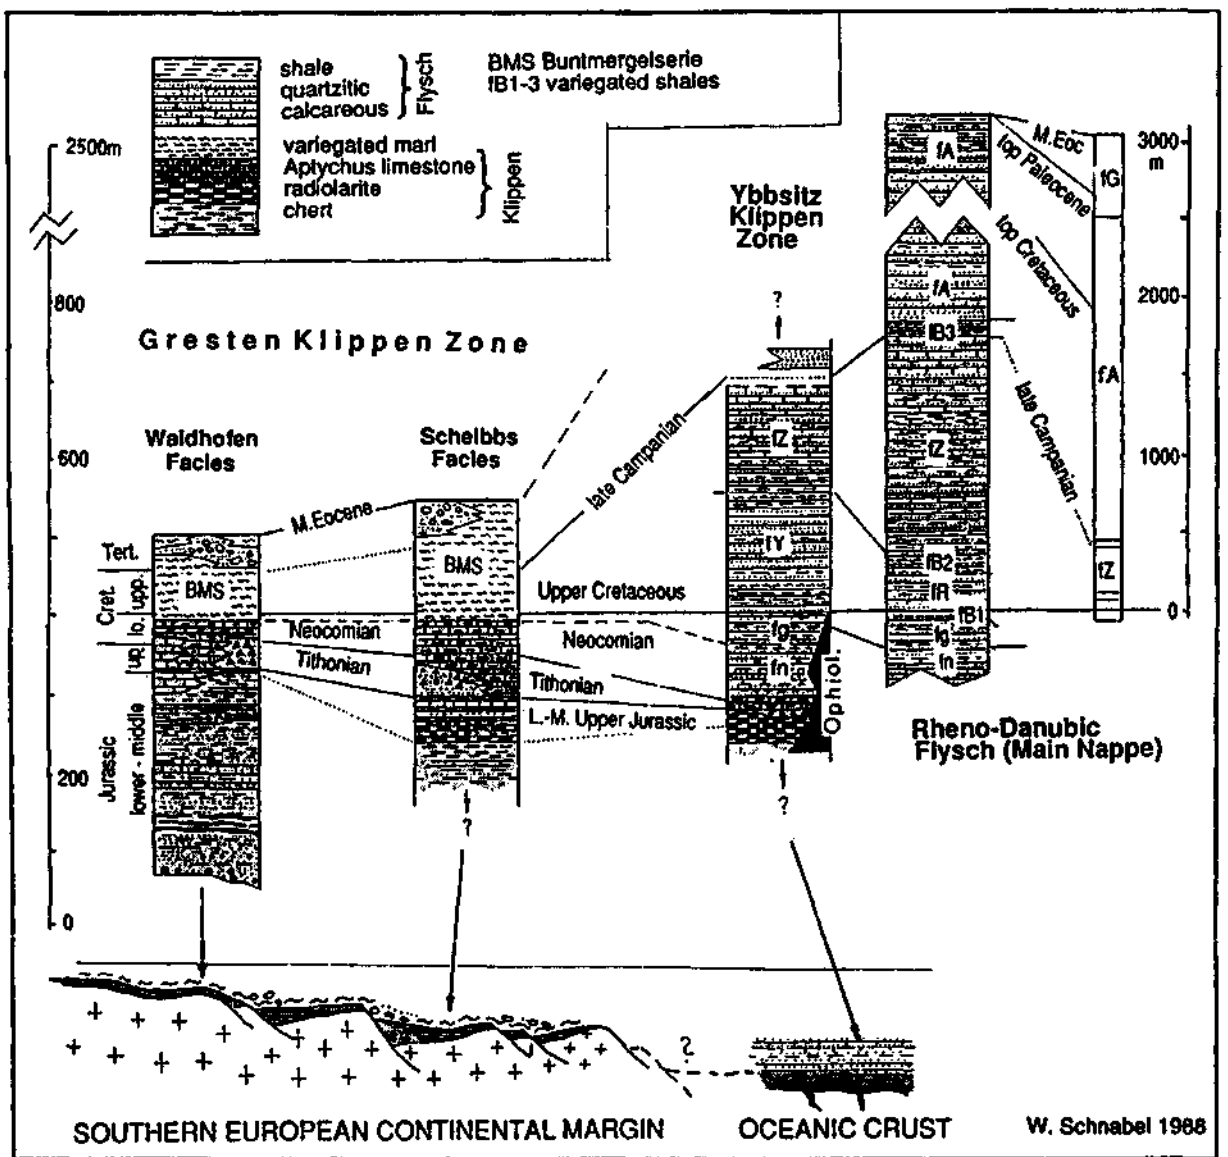 shale
quartzitic
calcareous
Flysch
BMS Buntmergelserie
fB1-3 variegated shales
variegated marl
Aptychus limestone
radiolarite
chert
Klippen
2500m
800
600
200
0
Gresten Klippen Zone
Waidhofen
Facies
Scheibbs
Facies
Ybbsitz
Klippen
Zone
?
M.Eocene
late Campanian
BMS
BMS
Tert.
Cret.
upp.
lo.
up.
Jurassic
lower - middle
Upper Cretaceous
Neocomian
Neocomian
Tithonian
Tithonian
L.-M. Upper Jurassic
fZ
fY
fg
fn
Ophiol.
?
?
fA
fA
fB3
fZ
fB2
fR
fB1
fg
fn
M.Eoc
top Paleocene
top Cretaceous
late Campanian
fG
fA
fZ
3000
m
2000
1000
0
Rheno-Danubic
Flysch (Main Nappe)
?
SOUTHERN EUROPEAN CONTINENTAL MARGIN
OCEANIC CRUST
W. Schnabel 1988